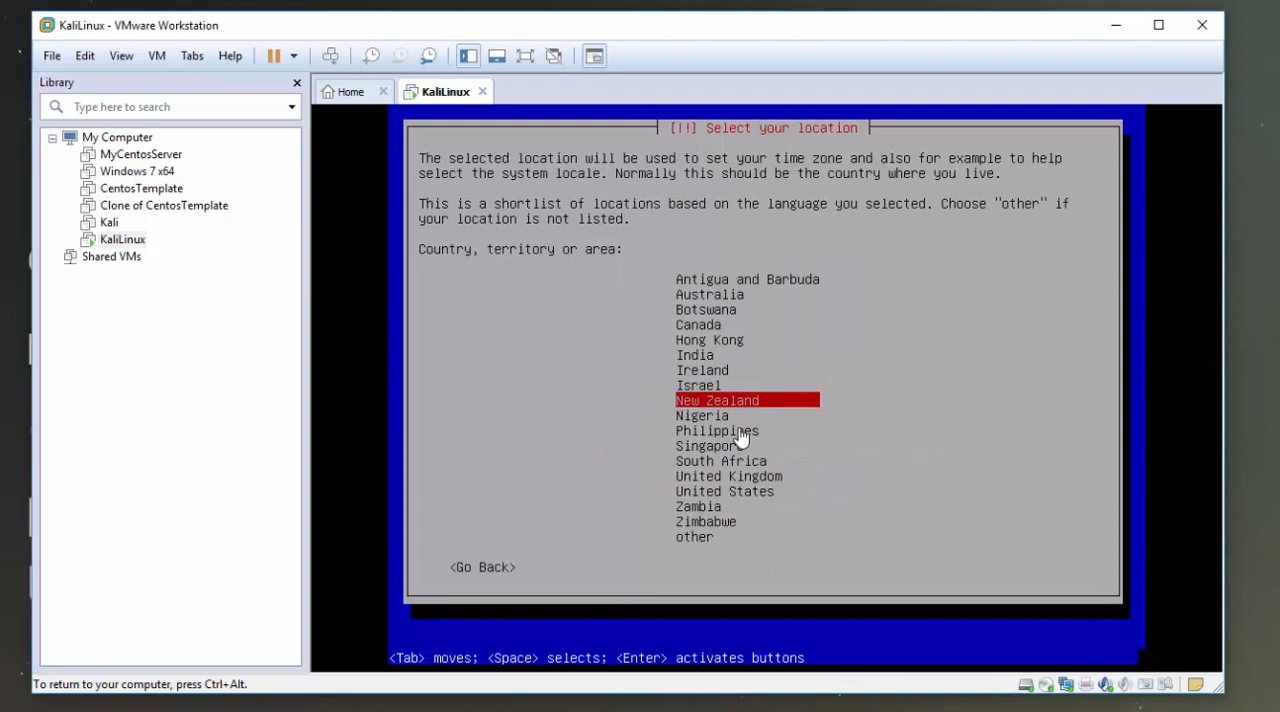 KaliLinux - VMware Workstation
File Edit View VM Tabs Help
Library
Type here to search
My Computer
MyCentosServer
Windows 7 x64
CentosTemplate
Clone of CentosTemplate
Kali
KaliLinux
Shared VMs
Home KaliLinux
[!!] Select your location
The selected location will be used to set your time zone and also for example to help
select the system locale. Normally this should be the country where you live.
This is a shortlist of locations based on the language you selected. Choose "other" if
your location is not listed.
Country, territory or area:
Antigua and Barbuda
Australia
Botswana
Canada
Hong Kong
India
Ireland
Israel
New Zealand
Nigeria
Philippines
Singapore
South Africa
United Kingdom
United States
Zambia
Zimbabwe
other
<Go Back>
<Tab> moves; <Space> selects; <Enter> activates buttons
To return to your computer, press Ctrl+Alt.